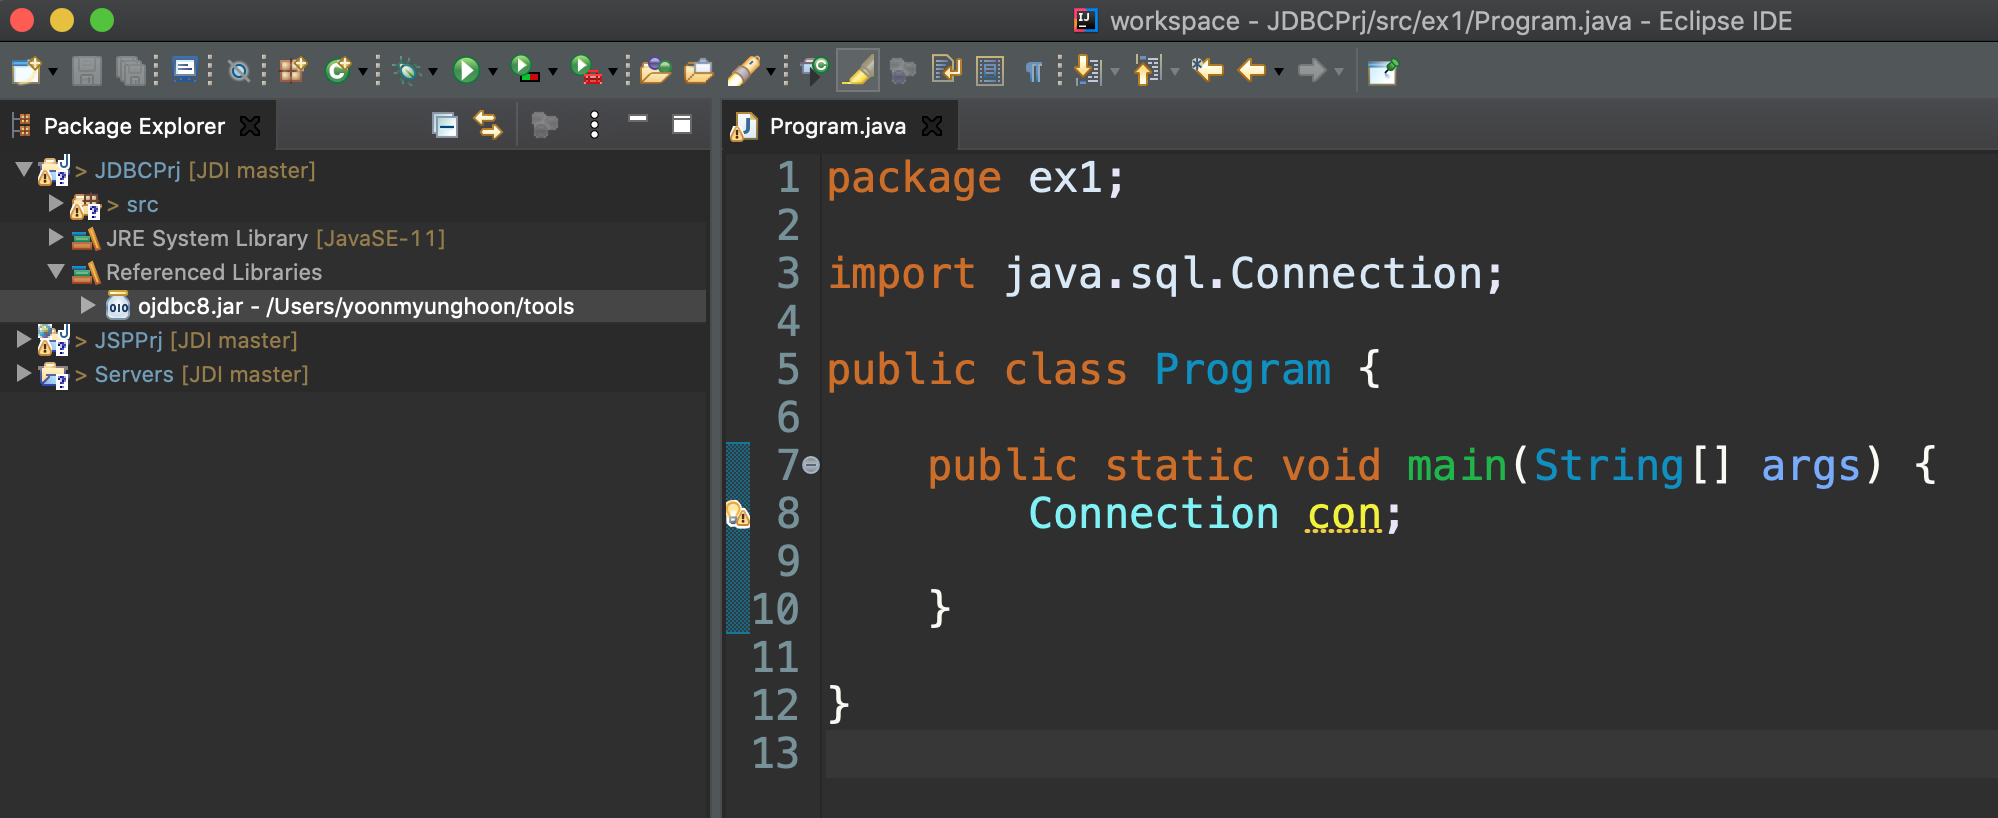 workspace - JDBCPrj/src/ex1/Program.java - Eclipse IDE
Package Explorer
> JDBCPrj [JDI master]
> src
JRE System Library [JavaSE-11]
Referenced Libraries
ojdbc8.jar - /Users/yoonmyunghoon/tools
> JSPPrj [JDI master]
> Servers [JDI master]
Program.java
1 package ex1;
2
3 import java.sql.Connection;
4
5 public class Program {
6
7 public static void main(String[] args) {
8 Connection con;
9
10 }
11
12 }
13